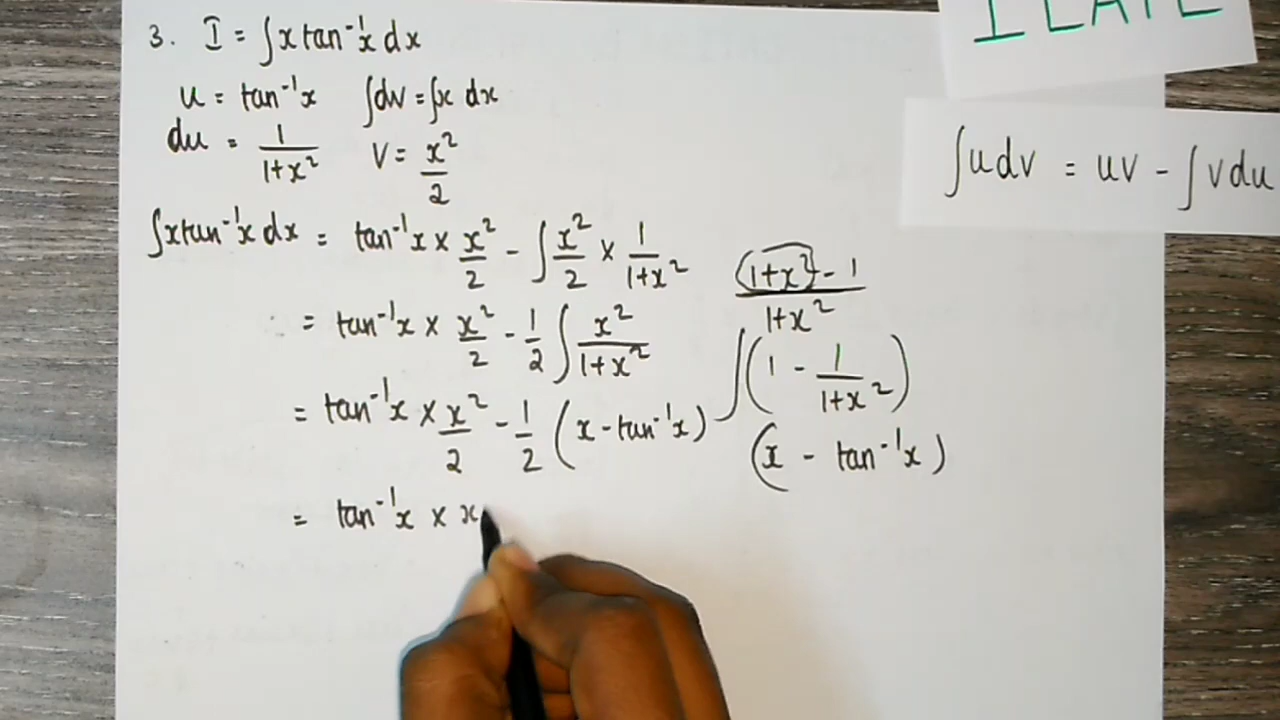 3. I = ∫x tan⁻¹x dx
u = tan⁻¹x ∫dv = ∫x dx
du = 1/(1+x²) v = x²/2
∫x tan⁻¹x dx = tan⁻¹x × x²/2 - ∫x²/2 × 1/(1+x²)
= tan⁻¹x × x²/2 - 1/2 ∫ x²/(1+x²)
= tan⁻¹x × x²/2 - 1/2 (x - tan⁻¹x)
= tan⁻¹x × x
((1+x²) - 1)/(1+x²)
∫(1 - 1/(1+x²))
(x - tan⁻¹x)
ILATE
∫u dv = uv - ∫v du